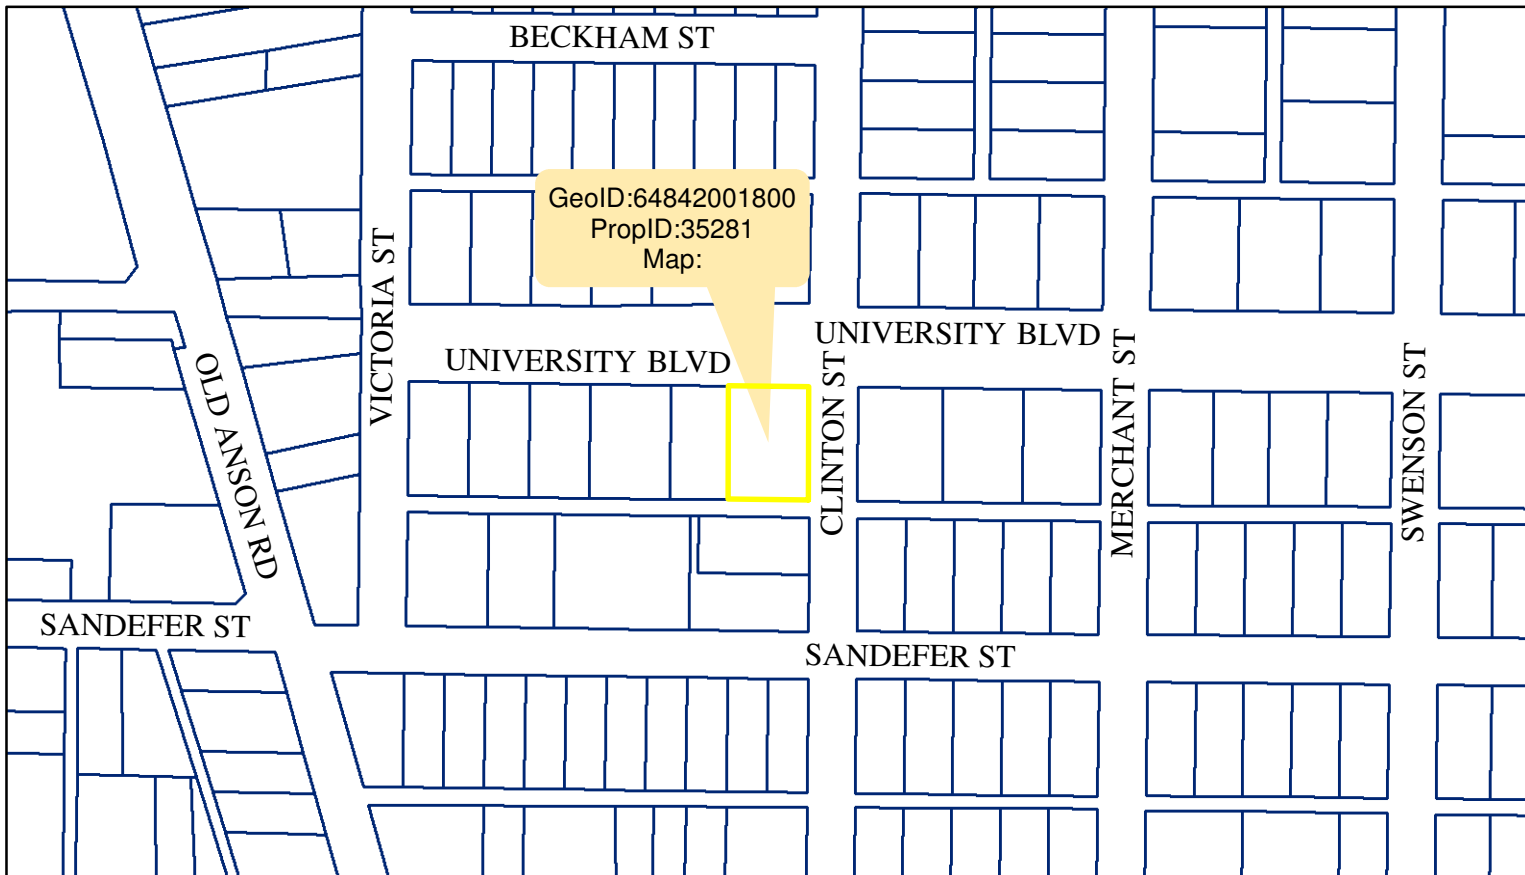 BECKHAM ST
GeoID:64842001800
PropID:35281
Map:
VICTORIA ST
UNIVERSITY BLVD
UNIVERSITY BLVD
OLD ANSON RD
CLINTON ST
MERCHANT ST
SWENSON ST
SANDEFER ST
SANDEFER ST